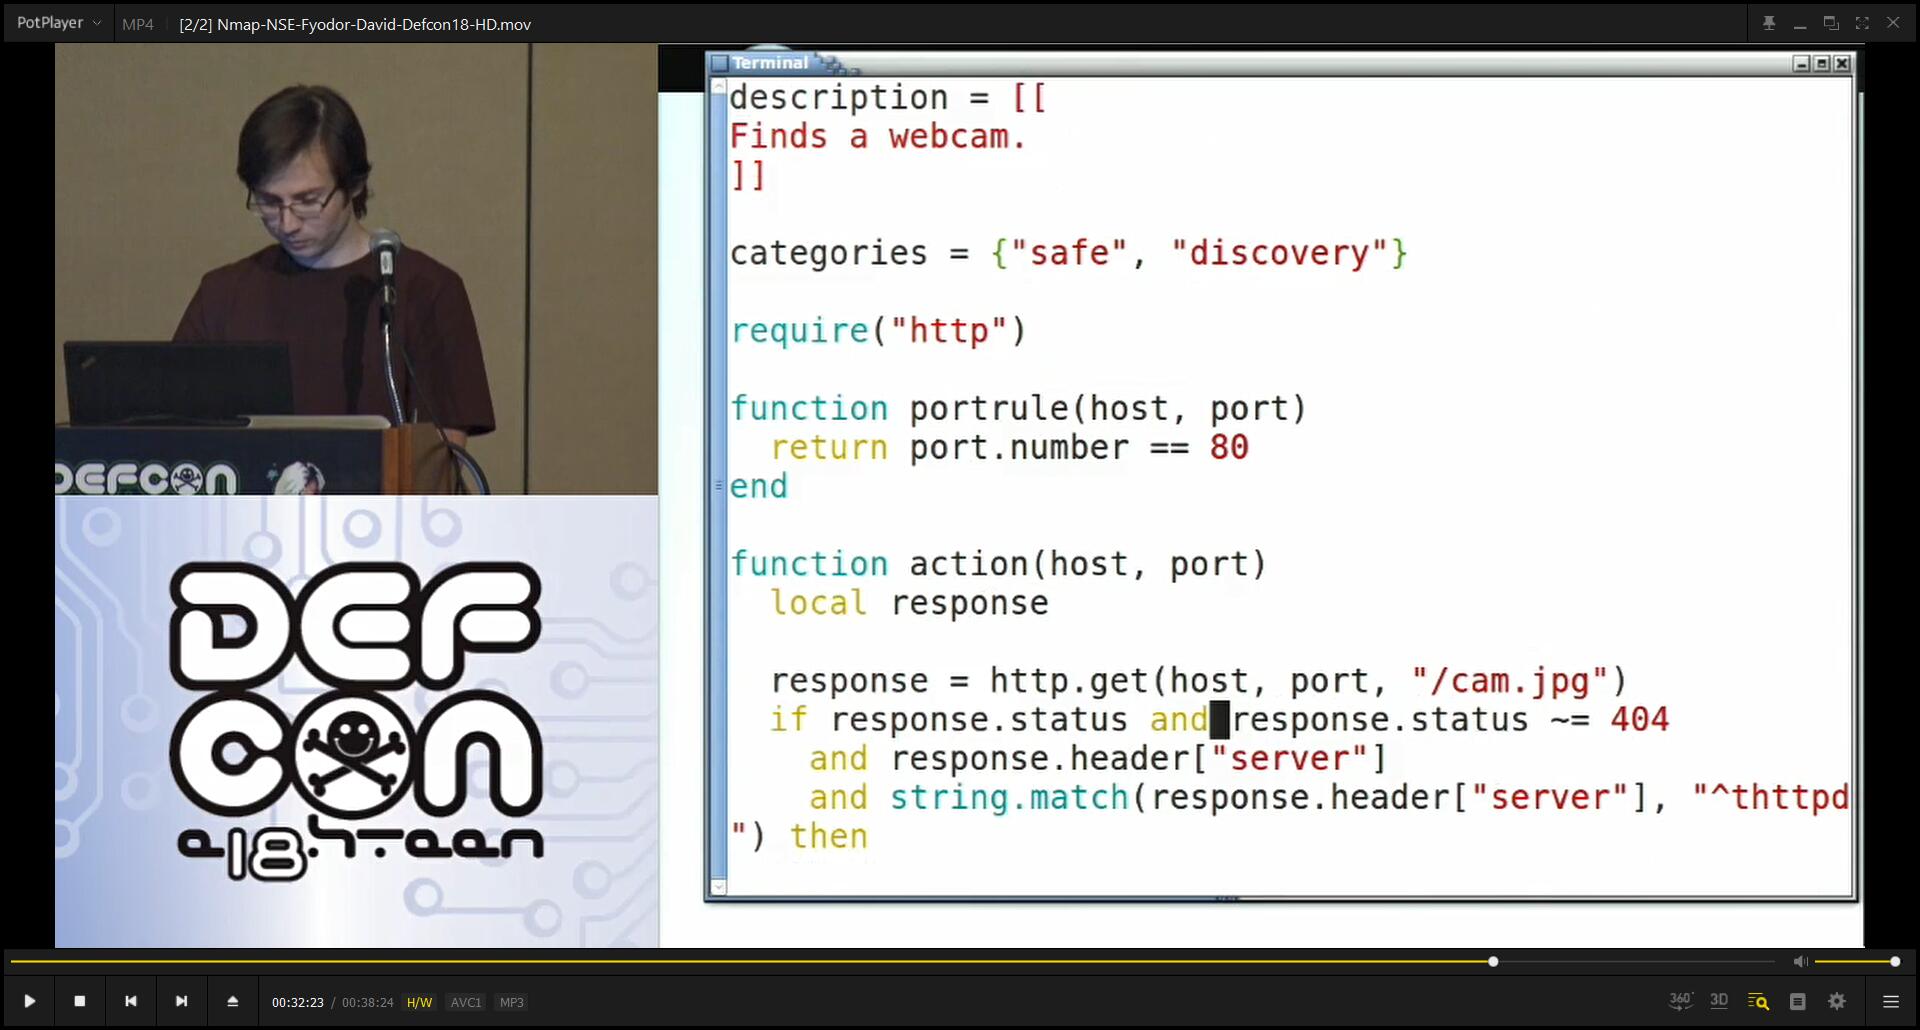 PotPlayer MP4 [2/2] Nmap-NSE-Fyodor-David-Defcon18-HD.mov
Terminal
description = [[
Finds a webcam.
]]
categories = {"safe", "discovery"}
require("http")
function portrule(host, port)
return port.number == 80
end
function action(host, port)
local response
response = http.get(host, port, "/cam.jpg")
if response.status and response.status ~= 404
and response.header["server"]
and string.match(response.header["server"], "^thttpd
") then
DEFCON
DEF
CON
18
00:32:23 / 00:38:24 H/W AVC1 MP3
360° 3D